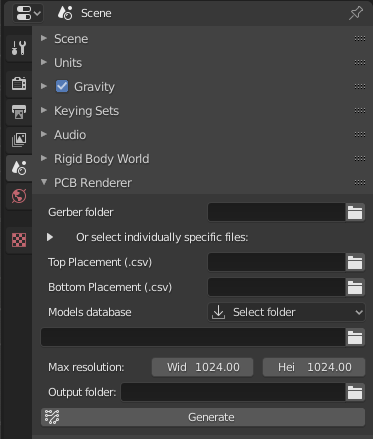 Scene
Scene
Units
Gravity
Keying Sets
Audio
Rigid Body World
PCB Renderer
Gerber folder
Or select individually specific files:
Top Placement (.csv)
Bottom Placement (.csv)
Models database Select folder
Max resolution: Wid 1024.00 Hei 1024.00
Output folder:
Generate